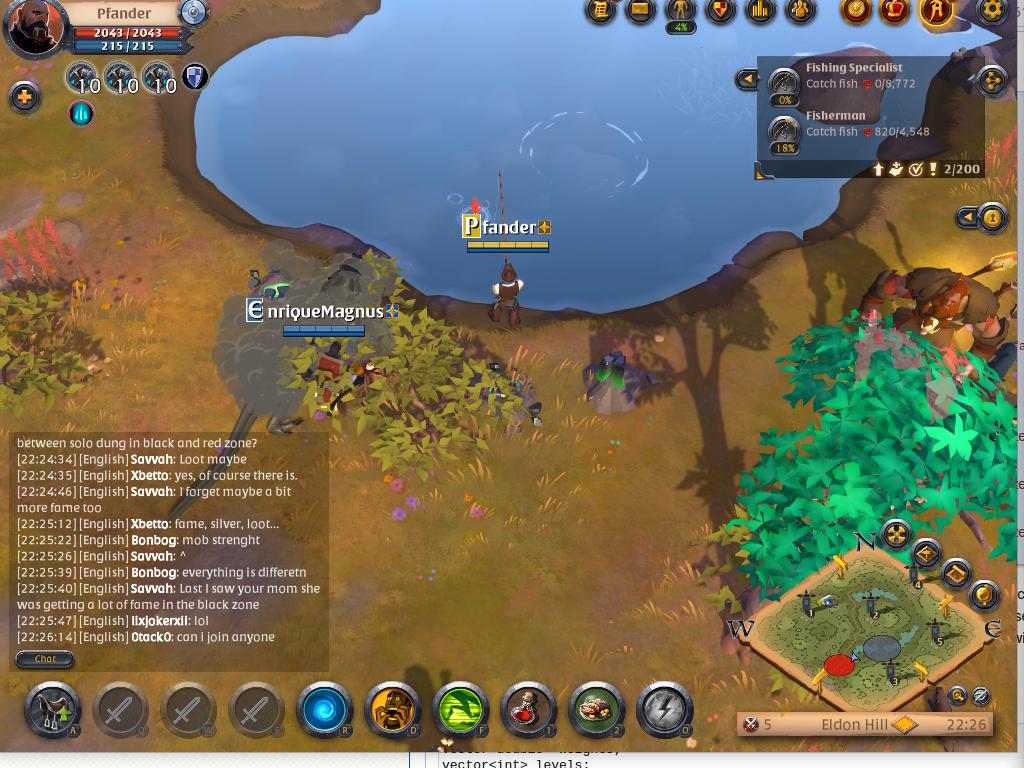 Pfander
2043/2043
215/215
10
10
10
4%
Fishing Specialist
Catch fish 0/8,772
0%
Fisherman
Catch fish 820/4,548
18%
2/200
Pfander
EnriqueMagnus
between solo dung in black and red zone?
[22:24:34] [English] Savvah: Loot maybe
[22:24:35] [English] Xbetto: yes, of course there is.
[22:24:46] [English] Savvah: I forget maybe a bit
more fame too
[22:25:12] [English] Xbetto: fame, silver, loot...
[22:25:22] [English] Bonbog: mob strenght
[22:25:26] [English] Savvah: ^
[22:25:39] [English] Bonbog: everything is differetn
[22:25:40] [English] Savvah: Last I saw your mom she
was getting a lot of fame in the black zone
[22:25:47] [English] Iixjokerxii: lol
[22:26:14] [English] 0tack0: can i join anyone
Chat
A
Q
W
E
R
D
F
1
2
O
N
W
E
1
2
3
4
5
5
Eldon Hill
22:26
vector<int> levels;